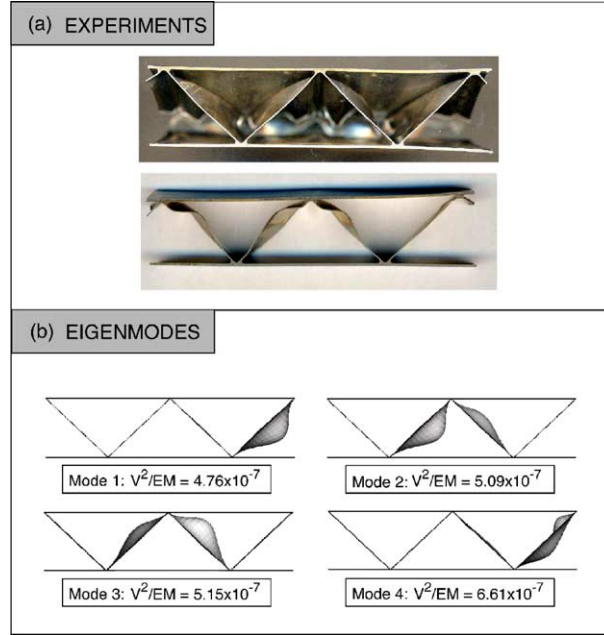 (a) EXPERIMENTS
(b) EIGENMODES
Mode 1: V²/EM = 4.76x10⁻⁷
Mode 2: V²/EM = 5.09x10⁻⁷
Mode 3: V²/EM = 5.15x10⁻⁷
Mode 4: V²/EM = 6.61x10⁻⁷